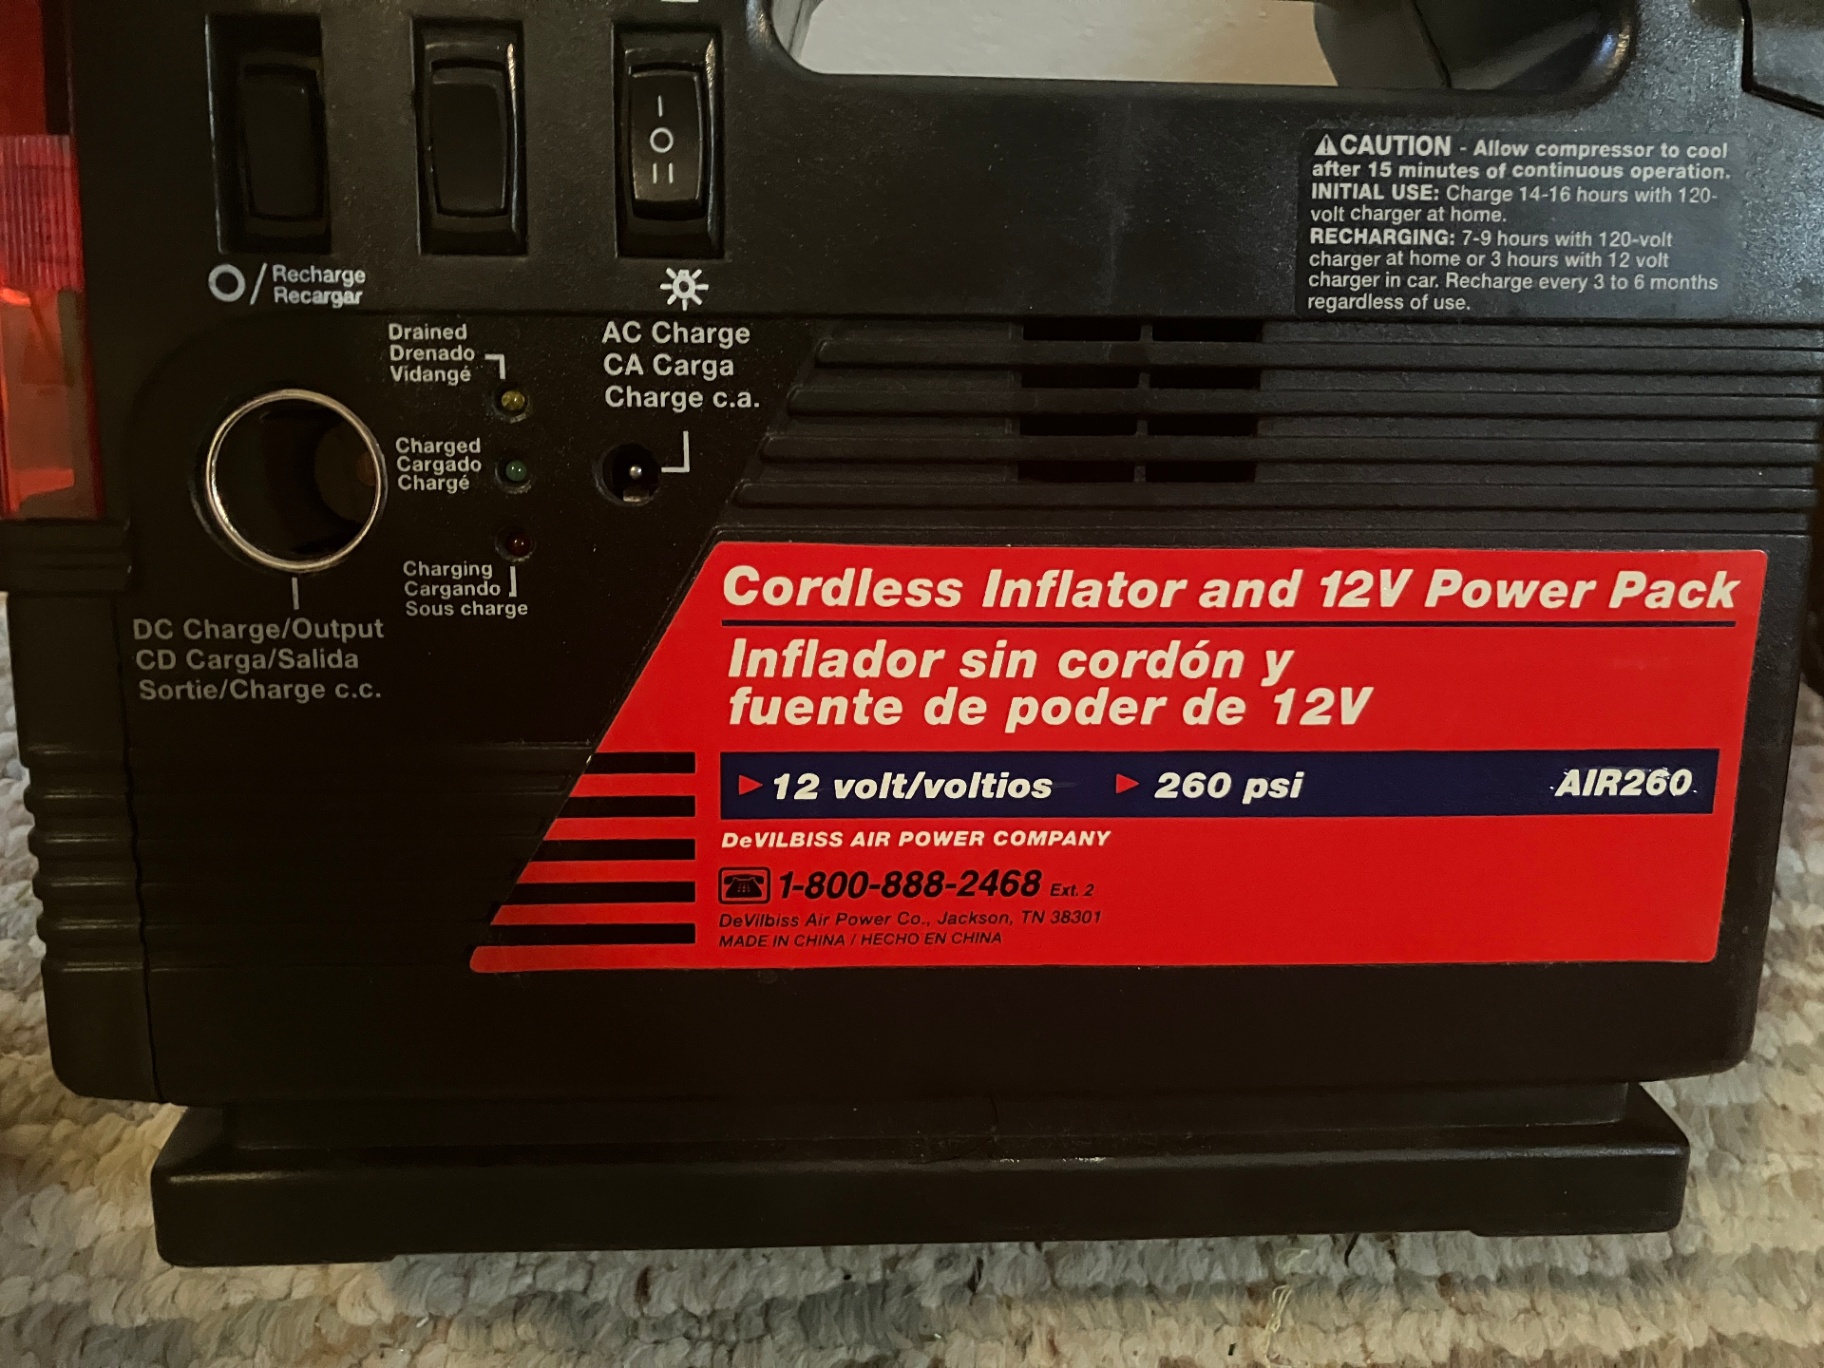 I
O
II
O/Recharge
Recargar
Drained
Drenado
Vidangé
AC Charge
CA Carga
Charge c.a.
Charged
Cargado
Chargé
Charging
Cargando
Sous charge
DC Charge/Output
CD Carga/Salida
Sortie/Charge c.c.
⚠CAUTION - Allow compressor to cool
after 15 minutes of continuous operation.
INITIAL USE: Charge 14-16 hours with 120-
volt charger at home.
RECHARGING: 7-9 hours with 120-volt
charger at home or 3 hours with 12 volt
charger in car. Recharge every 3 to 6 months
regardless of use.
Cordless Inflator and 12V Power Pack
Inflador sin cordón y
fuente de poder de 12V
12 volt/voltios 260 psi AIR260
DeVILBISS AIR POWER COMPANY
1-800-888-2468 Ext. 2
DeVilbiss Air Power Co., Jackson, TN 38301
MADE IN CHINA / HECHO EN CHINA